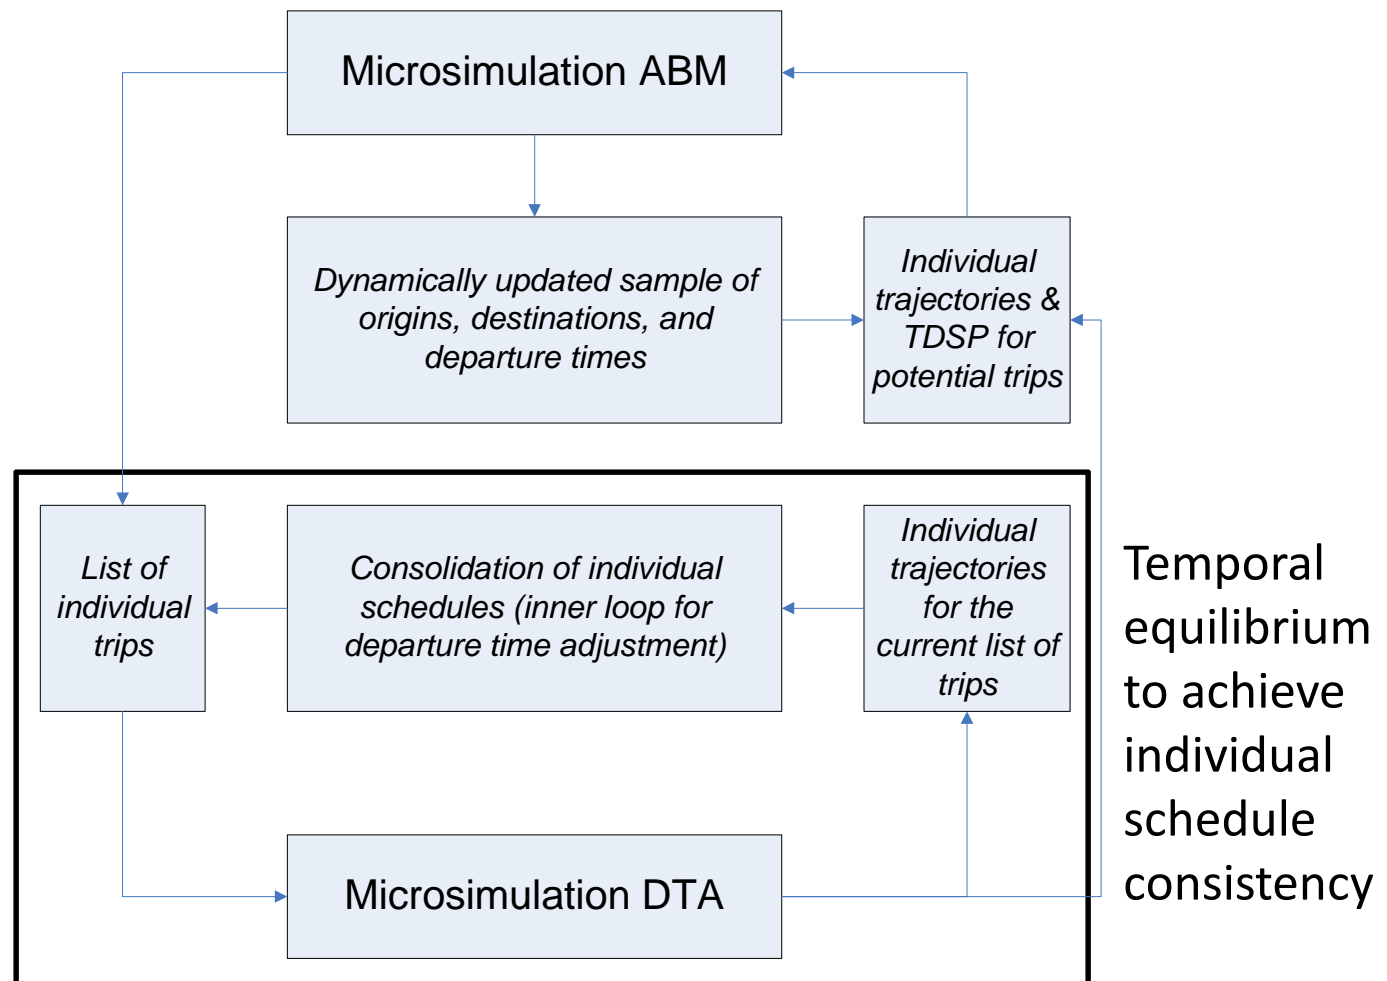 Microsimulation ABM
Dynamically updated sample of
origins, destinations, and
departure times
Individual
trajectories &
TDSP for
potential trips
List of
individual
trips
Consolidation of individual
schedules (inner loop for
departure time adjustment)
Individual
trajectories
for the
current list of
trips
Temporal
equilibrium
to achieve
individual
schedule
consistency
Microsimulation DTA